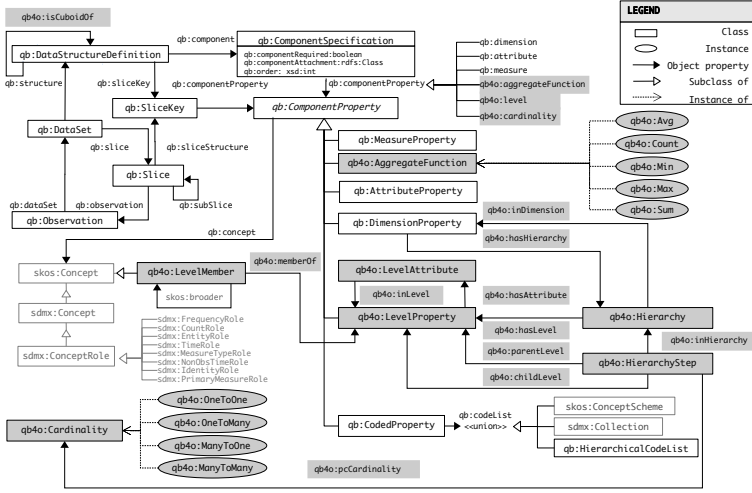 qb4o:isCuboidOf
qb:DataStructureDefinition
qb:component
qb:ComponentSpecification
qb:componentRequired:boolean
qb:componentAttachment:rdfs:Class
qb:order: xsd:int
qb:structure
qb:sliceKey
qb:componentProperty
qb:componentProperty
qb:dimension
qb:attribute
qb:measure
qb4o:aggregateFunction
qb4o:level
qb4o:cardinality
LEGEND
Class
Instance
Object property
Subclass of
Instance of
qb:SliceKey
qb:ComponentProperty
qb:DataSet
qb:slice
qb:sliceStructure
qb:Slice
qb:subSlice
qb:dataSet
qb:observation
qb:Observation
qb:concept
qb:MeasureProperty
qb4o:AggregateFunction
qb:AttributeProperty
qb:DimensionProperty
qb4o:Avg
qb4o:Count
qb4o:Min
qb4o:Max
qb4o:Sum
qb4o:inDimension
qb4o:hasHierarchy
skos:Concept
qb4o:LevelMember
qb4o:memberOf
skos:broader
qb4o:LevelAttribute
qb4o:inLevel
qb4o:hasAttribute
qb4o:LevelProperty
qb4o:Hierarchy
qb4o:hasLevel
qb4o:inHierarchy
qb4o:parentLevel
qb4o:HierarchyStep
qb4o:childLevel
sdmx:Concept
sdmx:ConceptRole
sdmx:FrequencyRole
sdmx:CountRole
sdmx:EntityRole
sdmx:TimeRole
sdmx:MeasureTypeRole
sdmx:NonObsTimeRole
sdmx:IdentityRole
sdmx:PrimaryMeasureRole
qb4o:Cardinality
qb4o:OneToOne
qb4o:OneToMany
qb4o:ManyToOne
qb4o:ManyToMany
qb:CodedProperty
qb:codeList
<<union>>
skos:ConceptScheme
sdmx:Collection
qb:HierarchicalCodeList
qb4o:pcCardinality